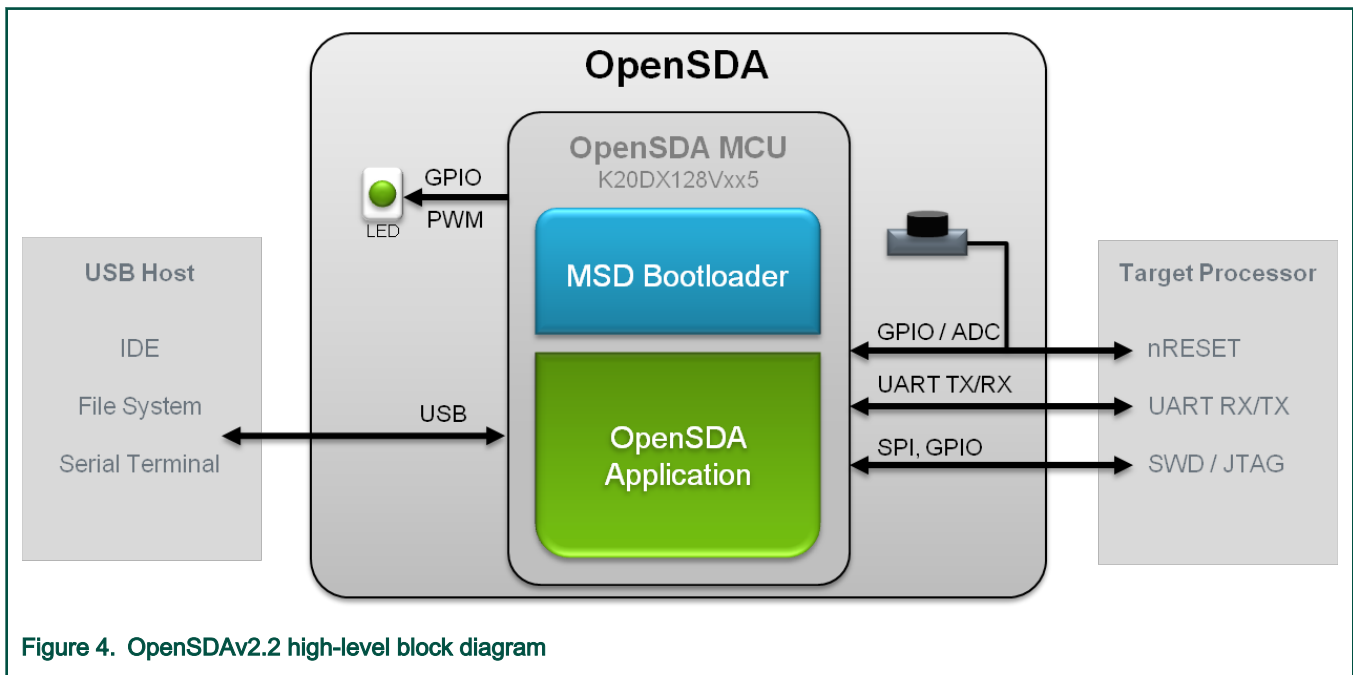 OpenSDA
OpenSDA MCU
K20DX128Vxx5
GPIO
PWM
LED
MSD Bootloader
USB Host
IDE
File System
Serial Terminal
USB
OpenSDA
Application
GPIO / ADC
UART TX/RX
SPI, GPIO
Target Processor
nRESET
UART RX/TX
SWD / JTAG
Figure 4. OpenSDAv2.2 high-level block diagram